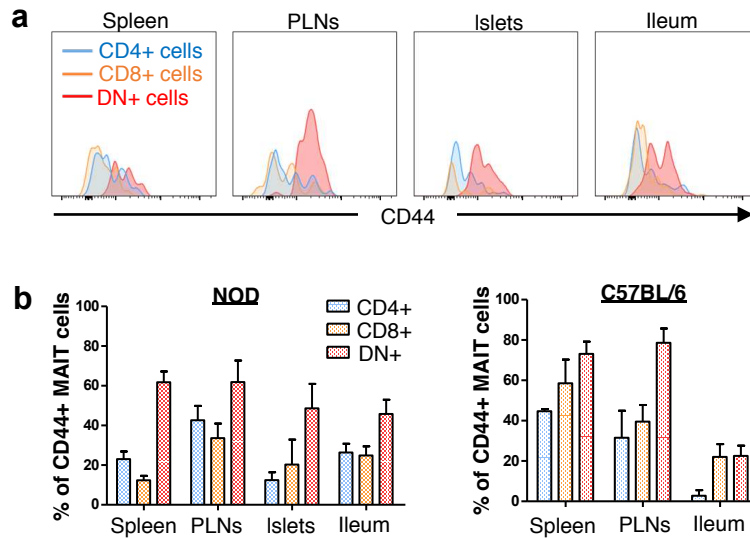 a
Spleen PLNs Islets Ileum
CD4+ cells
CD8+ cells
DN+ cells
CD44
b
NOD
% of CD44+ MAIT cells
100
80
60
40
20
0
CD4+
CD8+
DN+
Spleen PLNs Islets Ileum
C57BL/6
% of CD44+ MAIT cells
100
80
60
40
20
0
Spleen PLNs Ileum